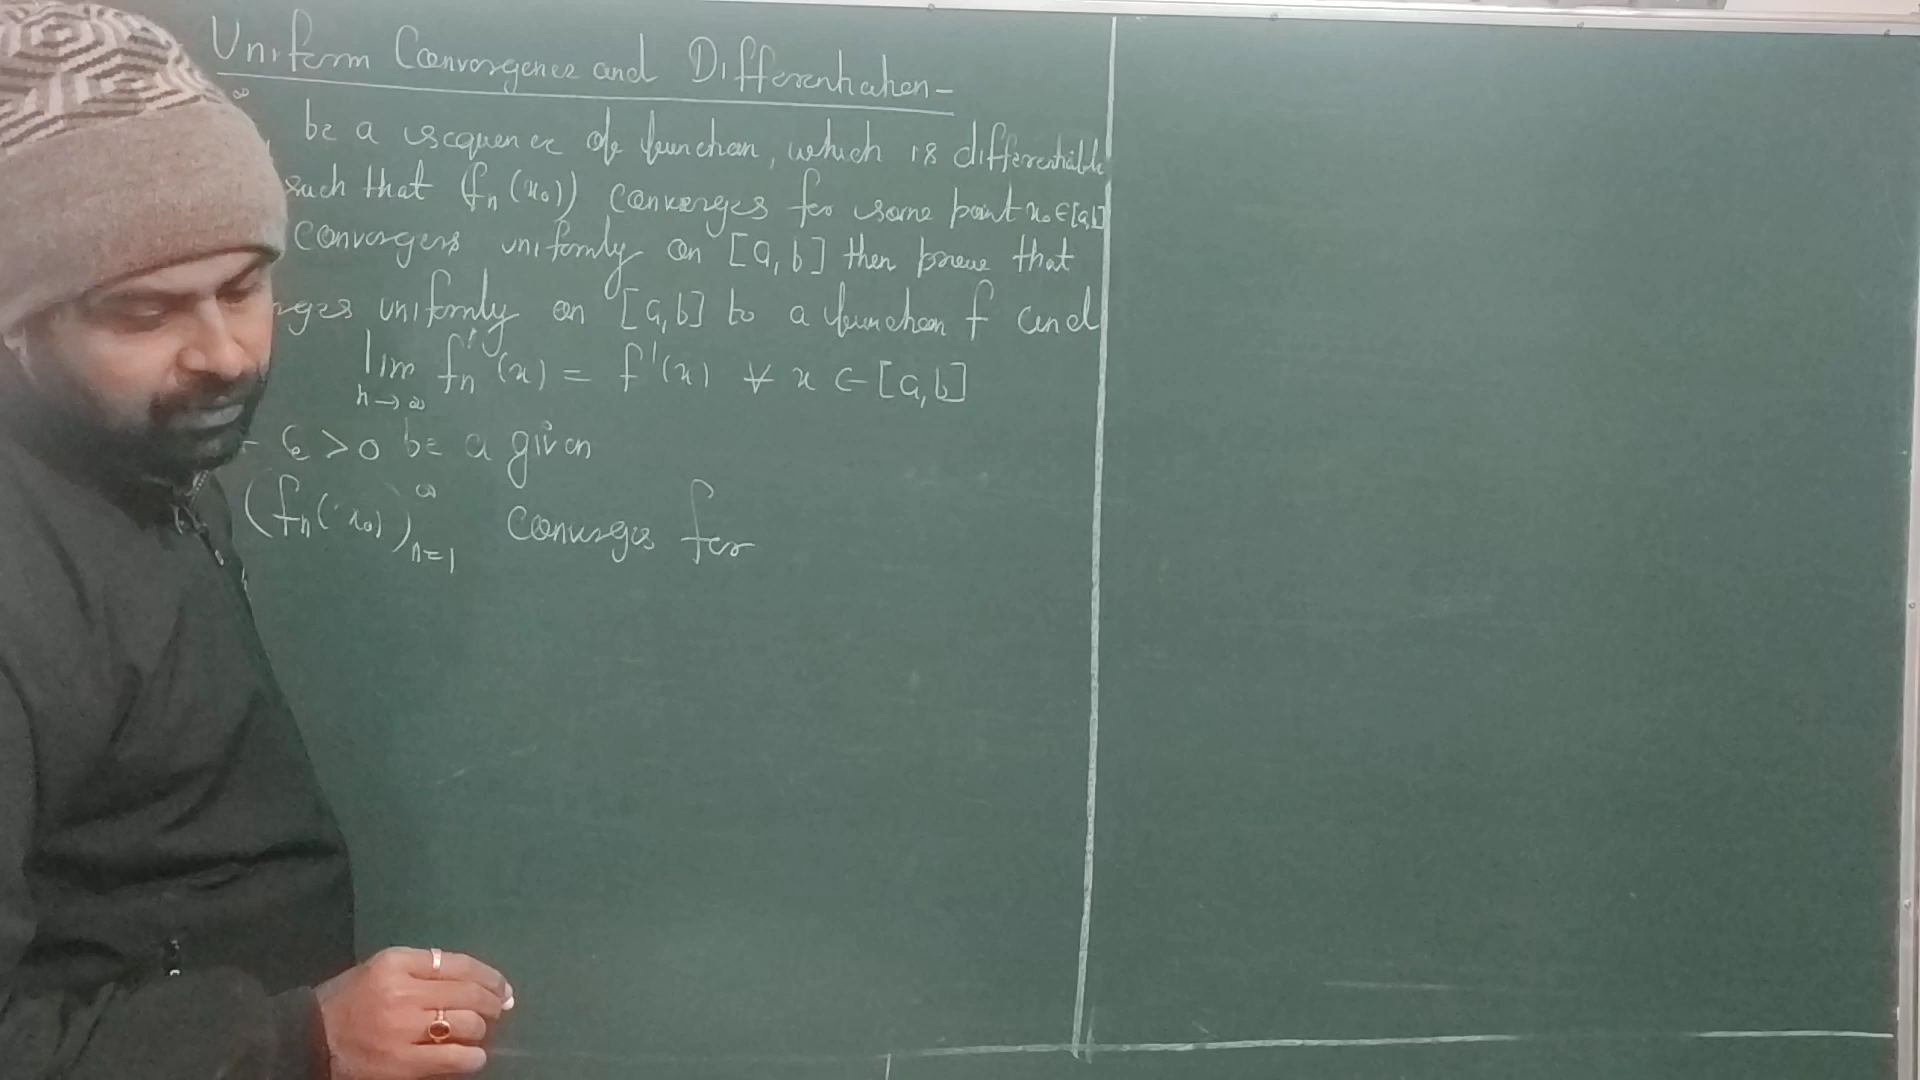 Uniform Convergence and Differentiation-
∞
be a sequence of function, which is differentiable
such that (fn(x0)) converges for some point x0 ∈ [a,b]
convergers uniformly on [a, b] then prove that
rges uniformly on [a,b] to a function f and
lim n→∞ fn'(x) = f'(x) ∀ x ∈ [a,b]
ε > 0 be a given
(fn(x0))∞ n=1 converges for